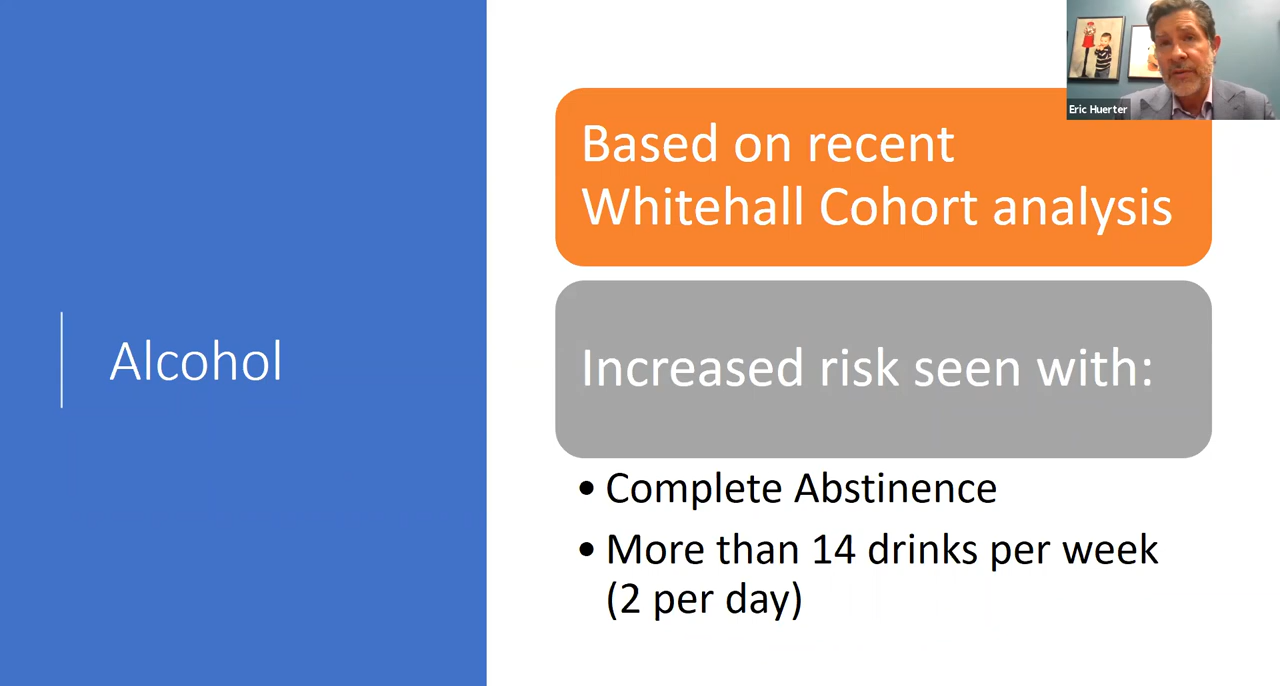 Eric Huerter
Based on recent
Whitehall Cohort analysis
Alcohol
Increased risk seen with:
• Complete Abstinence
• More than 14 drinks per week
(2 per day)